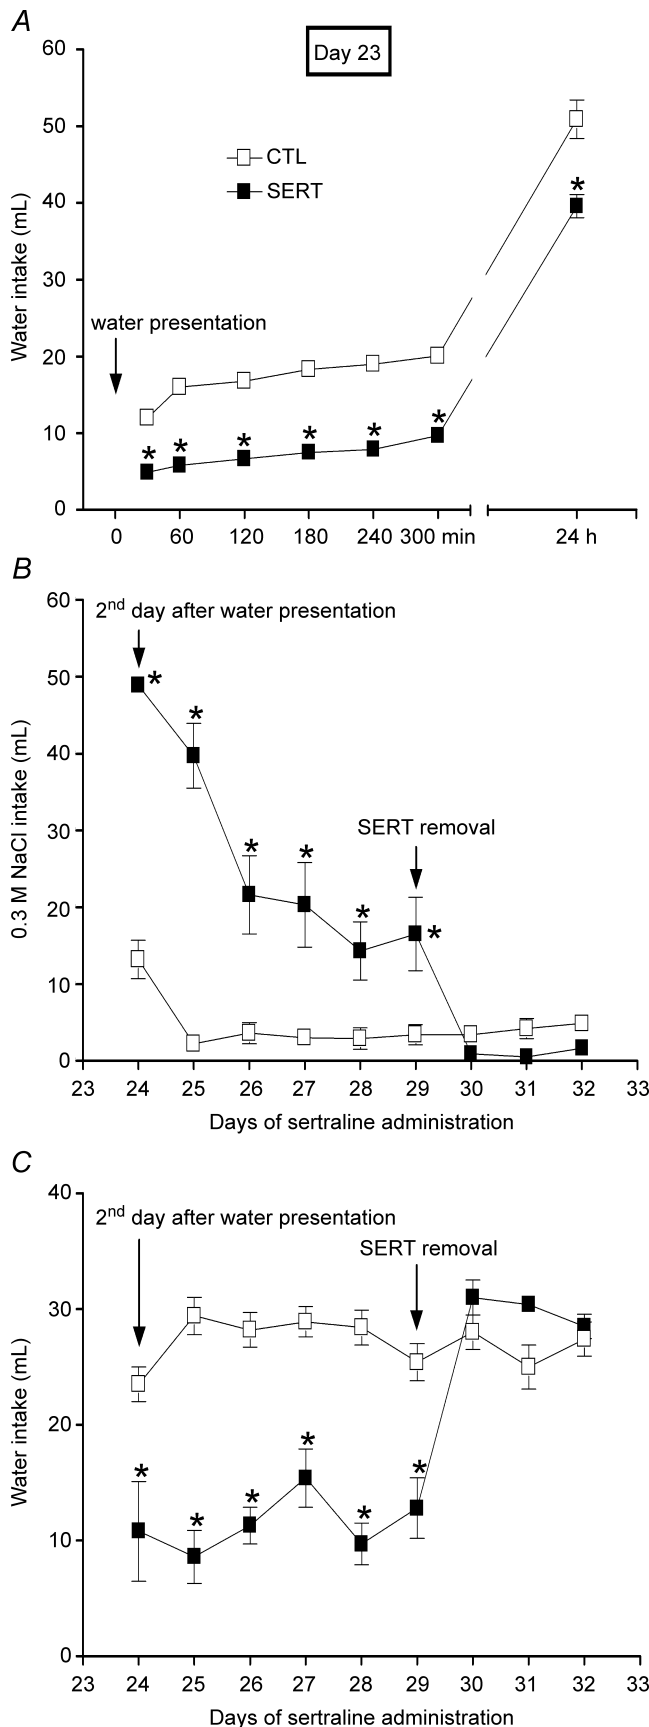 A
Day 23
60
50
40
30
20
10
0
Water intake (mL)
CTL
SERT
water presentation
*
*
*
*
*
*
*
0 60 120 180 240 300 min 24 h
B
60
50
40
30
20
10
0
0.3 M NaCl intake (mL)
2nd day after water presentation
SERT removal
*
*
*
*
*
*
23 24 25 26 27 28 29 30 31 32 33
Days of sertraline administration
C
40
30
20
10
0
Water intake (mL)
2nd day after water presentation
SERT removal
*
*
*
*
*
*
23 24 25 26 27 28 29 30 31 32 33
Days of sertraline administration